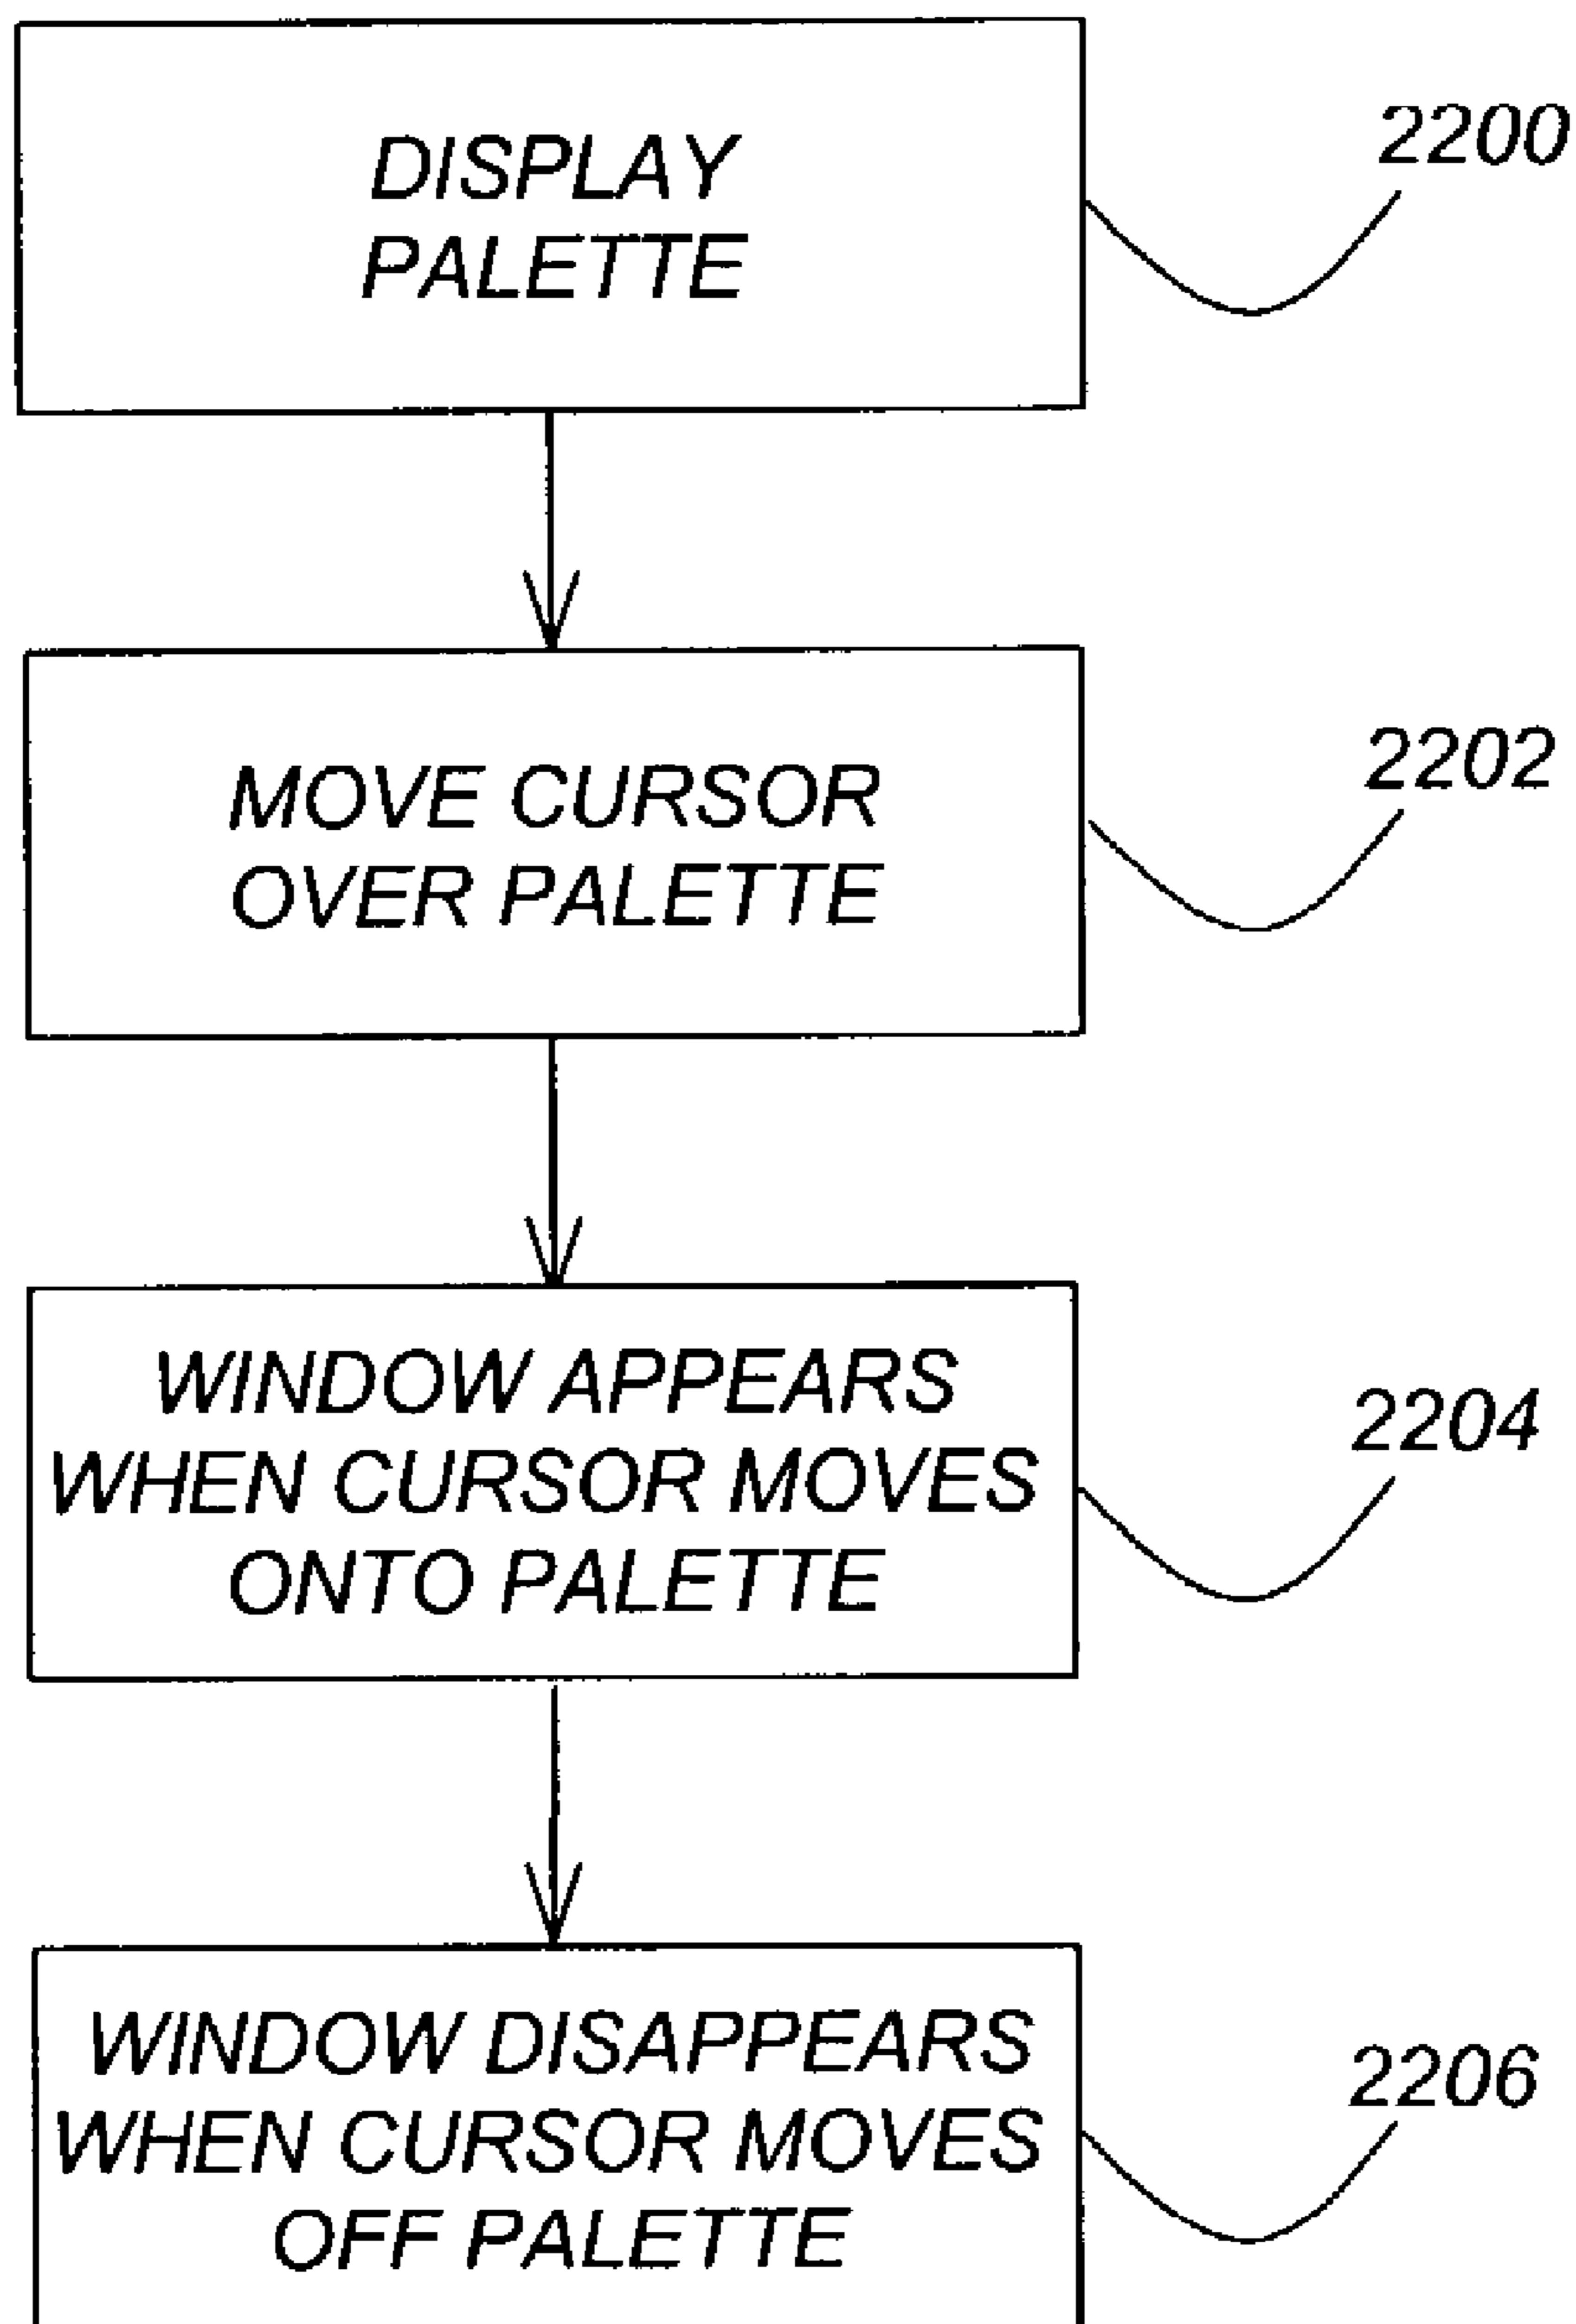 DISPLAY
PALETTE
2200
MOVE CURSOR
OVER PALETTE
2202
WINDOW APPEARS
WHEN CURSOR MOVES
ONTO PALETTE
2204
WINDOW DISAPPEARS
WHEN CURSOR MOVES
OFF PALETTE
2206